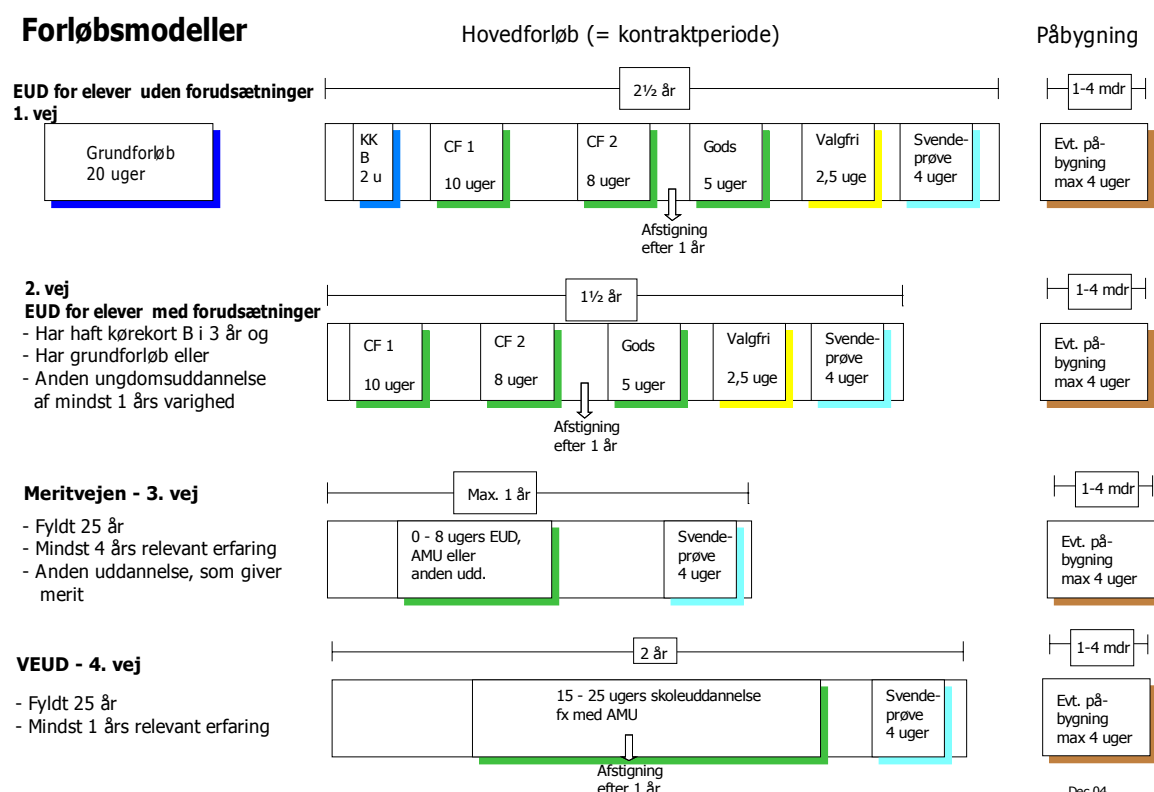 Forløbsmodeller
Hovedforløb (= kontraktperiode)
Påbygning
EUD for elever uden forudsætninger
1. vej
2½ år
1-4 mdr
Grundforløb
20 uger
KK
B
2 u
CF 1
10 uger
CF 2
8 uger
Gods
5 uger
Valgfri
2,5 uge
Svende-
prøve
4 uger
Evt. på-
bygning
max 4 uger
Afstigning
efter 1 år
2. vej
EUD for elever med forudsætninger
- Har haft kørekort B i 3 år og
- Har grundforløb eller
- Anden ungdomsuddannelse
af mindst 1 års varighed
1½ år
1-4 mdr
CF 1
10 uger
CF 2
8 uger
Gods
5 uger
Valgfri
2,5 uge
Svende-
prøve
4 uger
Evt. på-
bygning
max 4 uger
Afstigning
efter 1 år
Meritvejen - 3. vej
- Fyldt 25 år
- Mindst 4 års relevant erfaring
- Anden uddannelse, som giver
merit
Max. 1 år
1-4 mdr
0 - 8 ugers EUD,
AMU eller
anden udd.
Svende-
prøve
4 uger
Evt. på-
bygning
max 4 uger
VEUD - 4. vej
- Fyldt 25 år
- Mindst 1 års relevant erfaring
2 år
1-4 mdr
15 - 25 ugers skoleuddannelse
fx med AMU
Svende-
prøve
4 uger
Evt. på-
bygning
max 4 uger
Afstigning
efter 1 år
Dec 04